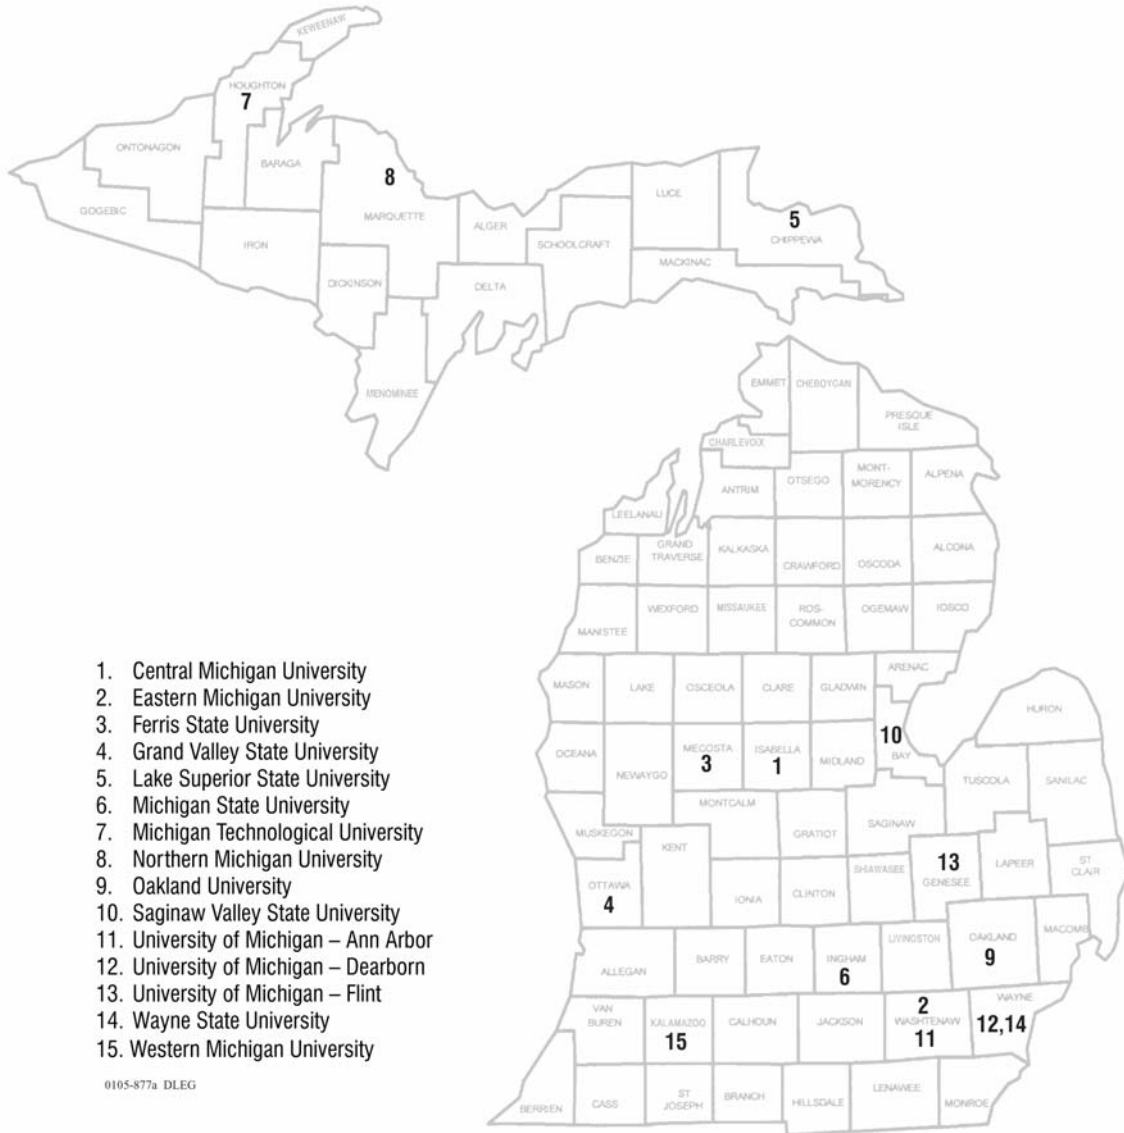 KEWEENAW
HOUGHTON
7
ONTONAGON
BARAGA
8
GOGEBIC
MARQUETTE
LUCE
5
CHIPPEWA
ALGER
IRON
SCHOOLCRAFT
MACKINAC
DICKINSON
DELTA
MENOMINEE
EMMET
CHEBOYGAN
PRESQUE
ISLE
CHARLEVOIX
ANTRIM
OTSEGO
MONT-
MORENCY
ALPENA
LEELANAU
BENZIE
GRAND
TRAVERSE
KALKASKA
CRAWFORD
OSCODA
ALCONA
MANISTEE
WEXFORD
MISSAUKEE
ROS-
COMMON
OGEMAW
IOSCO
ARENAC
MASON
LAKE
OSCEOLA
CLARE
GLADWIN
HURON
OCEANA
NEWAYGO
MECOSTA
3
ISABELLA
1
MIDLAND
10
BAY
TUSCOLA
SANILAC
MUSKEGON
MONTCALM
GRATIOT
SAGINAW
KENT
OTTAWA
4
IONIA
CLINTON
SHIAWASEE
13
GENESEE
LAPEER
ST
CLAIR
ALLEGAN
BARRY
EATON
INGHAM
6
LIVINGSTON
OAKLAND
9
MACOMB
VAN
BUREN
KALAMAZOO
15
CALHOUN
JACKSON
2
WASHTENAW
11
WAYNE
12,14
BERRIEN
CASS
ST
JOSEPH
BRANCH
HILLSDALE
LENAWEE
MONROE
1. Central Michigan University
2. Eastern Michigan University
3. Ferris State University
4. Grand Valley State University
5. Lake Superior State University
6. Michigan State University
7. Michigan Technological University
8. Northern Michigan University
9. Oakland University
10. Saginaw Valley State University
11. University of Michigan – Ann Arbor
12. University of Michigan – Dearborn
13. University of Michigan – Flint
14. Wayne State University
15. Western Michigan University
0105-877a DLEG